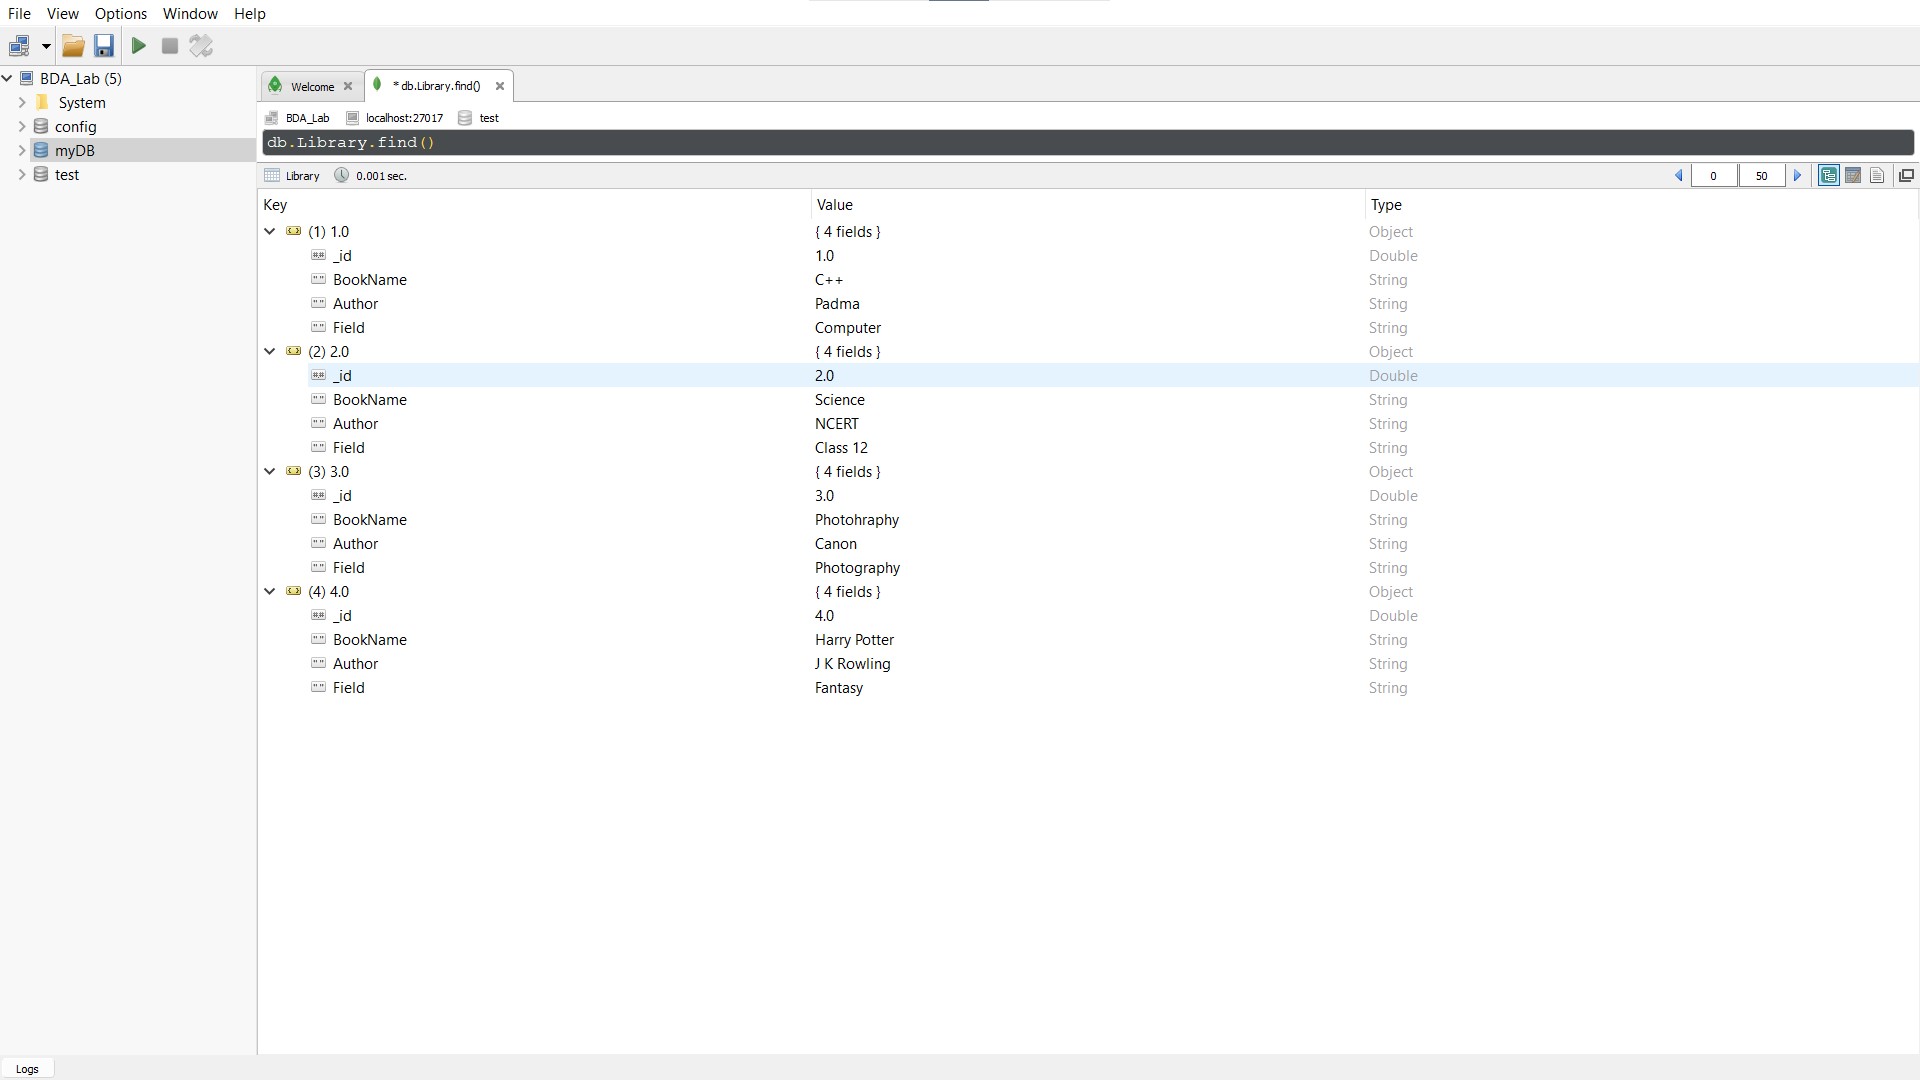 File View Options Window Help
BDA_Lab (5)
System
config
myDB
test
Welcome
* db.Library.find()
BDA_Lab localhost:27017 test
db.Library.find()
Library 0.001 sec. 0 50
Key Value Type
(1) 1.0 { 4 fields } Object
_id 1.0 Double
BookName C++ String
Author Padma String
Field Computer String
(2) 2.0 { 4 fields } Object
_id 2.0 Double
BookName Science String
Author NCERT String
Field Class 12 String
(3) 3.0 { 4 fields } Object
_id 3.0 Double
BookName Photohraphy String
Author Canon String
Field Photography String
(4) 4.0 { 4 fields } Object
_id 4.0 Double
BookName Harry Potter String
Author J K Rowling String
Field Fantasy String
Logs